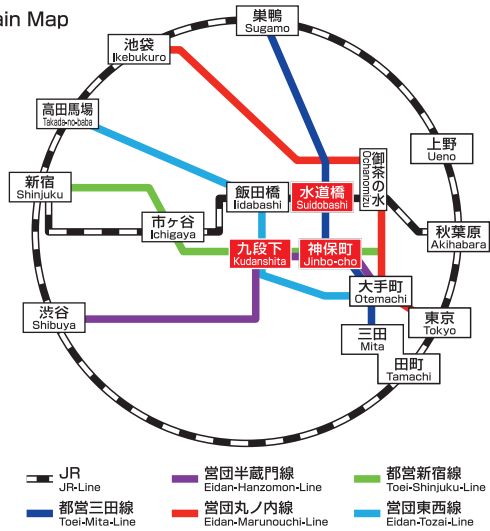 ain Map
巣鴨
Sugamo
池袋
Ikebukuro
高田馬場
Takada-no-baba
上野
Ueno
御茶の水
Ochanomizu
新宿
Shinjuku
飯田橋
Iidabashi
水道橋
Suidobashi
市ヶ谷
Ichigaya
秋葉原
Akihabara
九段下
Kudanshita
神保町
Jinbo-cho
大手町
Otemachi
渋谷
Shibuya
東京
Tokyo
三田
Mita
田町
Tamachi
JR
JR-Line
営団半蔵門線
Eidan-Hanzomon-Line
都営新宿線
Toei-Shinjuku-Line
都営三田線
Toei-Mita-Line
営団丸ノ内線
Eidan-Marunouchi-Line
営団東西線
Eidan-Tozai-Line